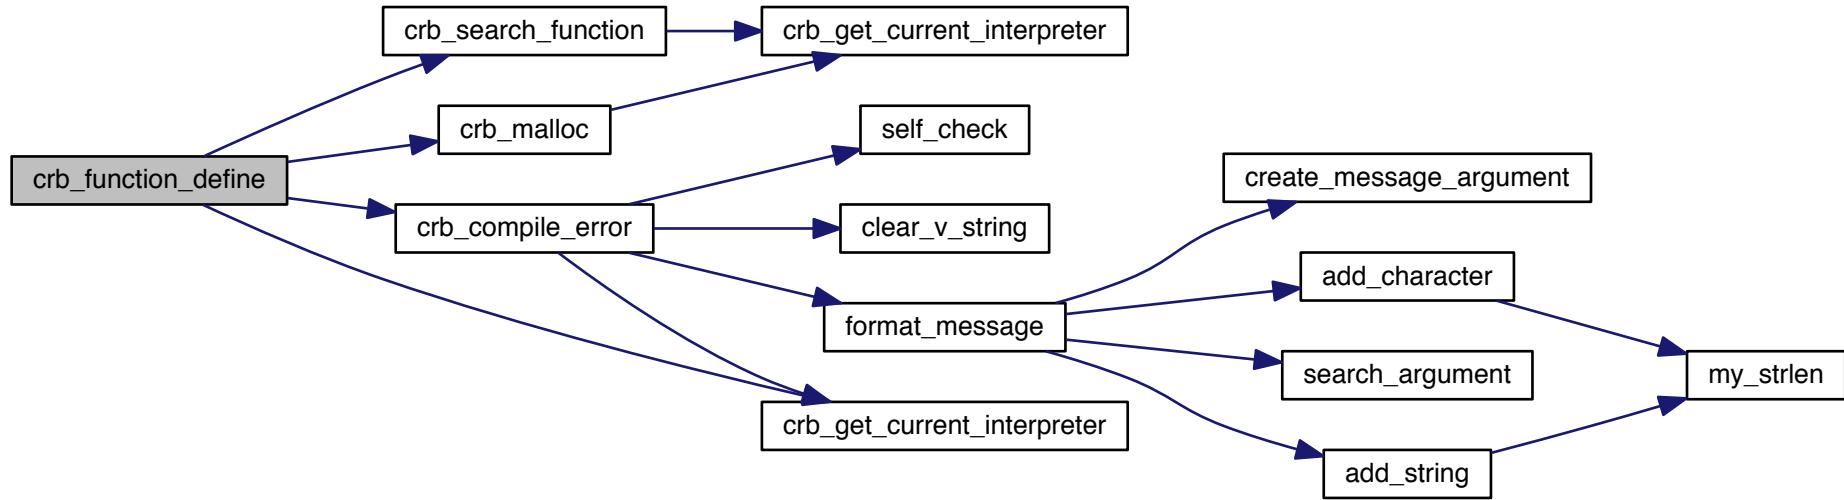 crb_search_function
crb_get_current_interpreter
crb_malloc
self_check
crb_function_define
create_message_argument
crb_compile_error
clear_v_string
add_character
format_message
search_argument
my_strlen
crb_get_current_interpreter
add_string